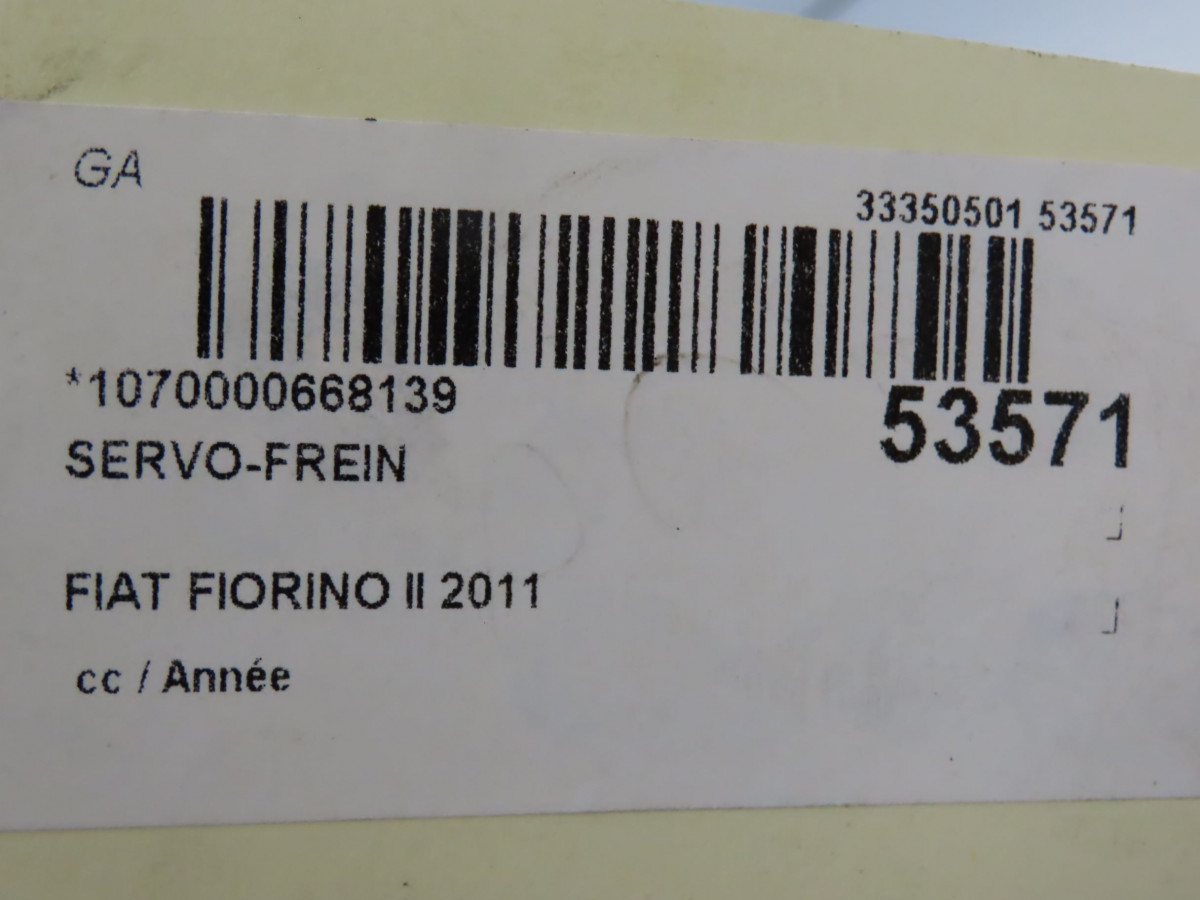 GA
33350501 53571
*1070000668139
53571
SERVO-FREIN
FIAT FIORINO II 2011
cc / Année